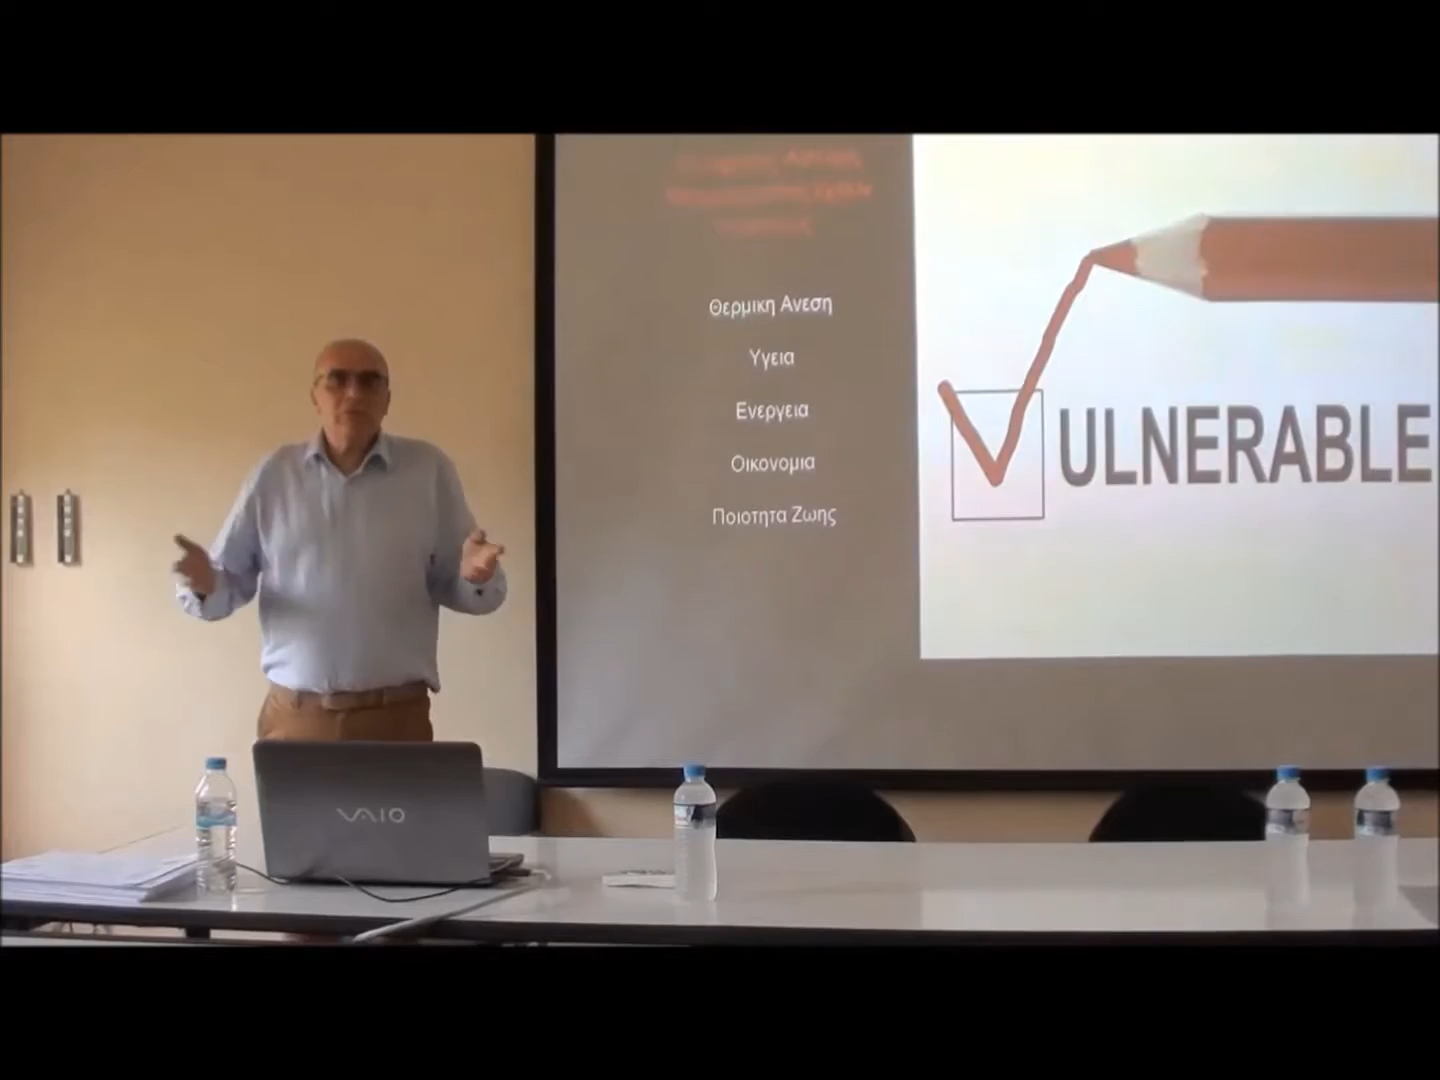 Θερμικη Ανεση
Υγεια
Ενεργεια
Οικονομια
Ποιοτητα Ζωης
ULNERABLE
VAIO